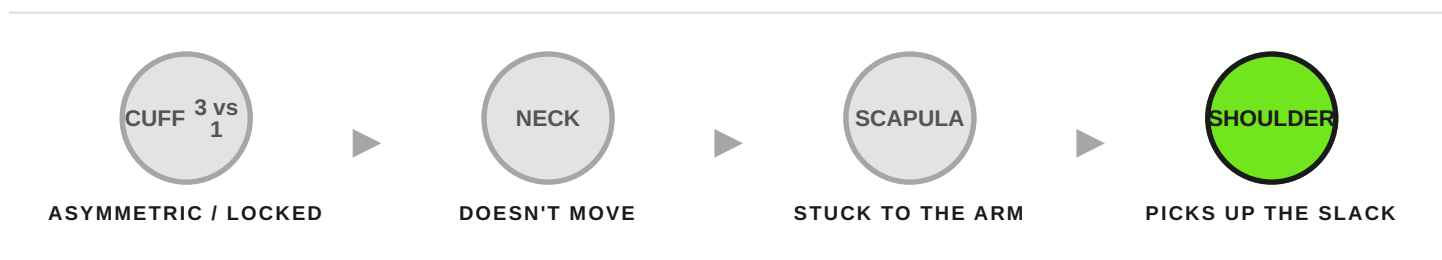 CUFF 3 vs
1
NECK
SCAPULA
SHOULDER
ASYMMETRIC / LOCKED
DOESN'T MOVE
STUCK TO THE ARM
PICKS UP THE SLACK